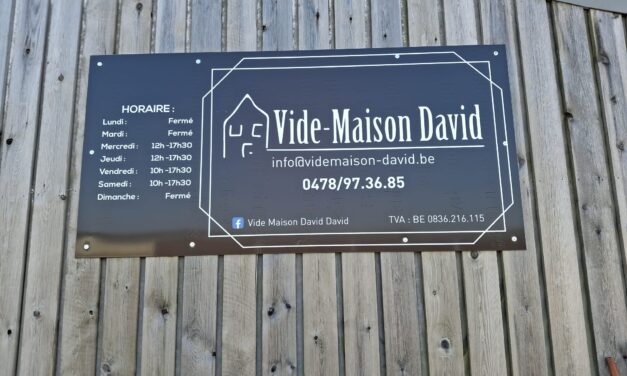 HORAIRE :
Lundi : Fermé
Mardi : Fermé
Mercredi : 12h -17h30
Jeudi : 12h -17h30
Vendredi : 10h -17h30
Samedi : 10h -17h30
Dimanche : Fermé
Vide-Maison David
info@videmaison-david.be
0478/97.36.85
Vide Maison David David
TVA : BE 0836.216.115